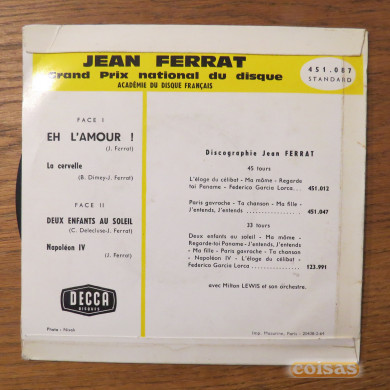 JEAN FERRAT
Grand Prix national du disque
ACADÉMIE DU DISQUE FRANÇAIS
451.087
STANDARD
FACE I
EH L'AMOUR !
(J. Ferrat)
La cervelle
(B. Dimey-J. Ferrat)
FACE II
DEUX ENFANTS AU SOLEIL
(C. Delecluse-J. Ferrat)
Napoléon IV
(J. Ferrat)
DECCA
Photo : Nicoli
Discographie Jean FERRAT
45 tours
L'éloge du célibat - Ma môme - Regarde
toi Paname - Federico Garcia Lorca... 451.012
Paris gavroche - Ta chanson - Ma fille -
J'entends, J'entends ................ 451.047
33 tours
Deux enfants au soleil - Ma môme -
Regarde-toi Paname - J'entends, J'entends
- Ma fille - Paris gavroche - Ta chanson
- Napoléon IV - L'éloge du célibat -
Federico Garcia Lorca ................ 123.991
avec Milton LEWIS et son orchestre.
Imp. Mazarine, Paris -
coisas